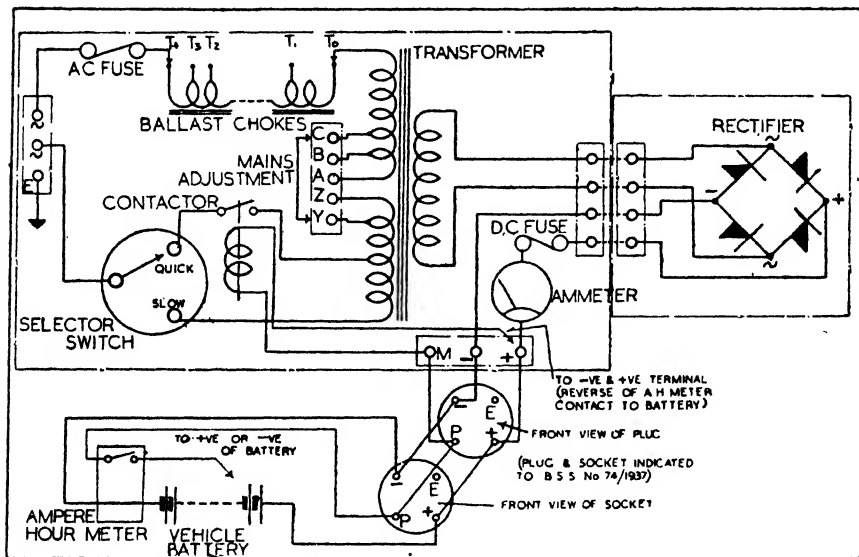 T4 T3 T2 T1 T0
AC FUSE
TRANSFORMER
BALLAST CHOKES
RECTIFIER
~
~
E
MAINS
ADJUSTMENT
C
B
A
Z
Y
CONTACTOR
~
-
+
~
D,C FUSE
QUICK
SLOW
SELECTOR
SWITCH
AMMETER
M - +
TO -VE & +VE TERMINAL
(REVERSE OF A H METER
CONTACT TO BATTERY)
- E
P +
FRONT VIEW OF PLUG
TO +VE OR -VE
OF BATTERY
(PLUG & SOCKET INDICATED
TO B S S No 74/1937)
- E
P +
FRONT VIEW OF SOCKET
AMPERE
HOUR METER
VEHICLE
BATTERY